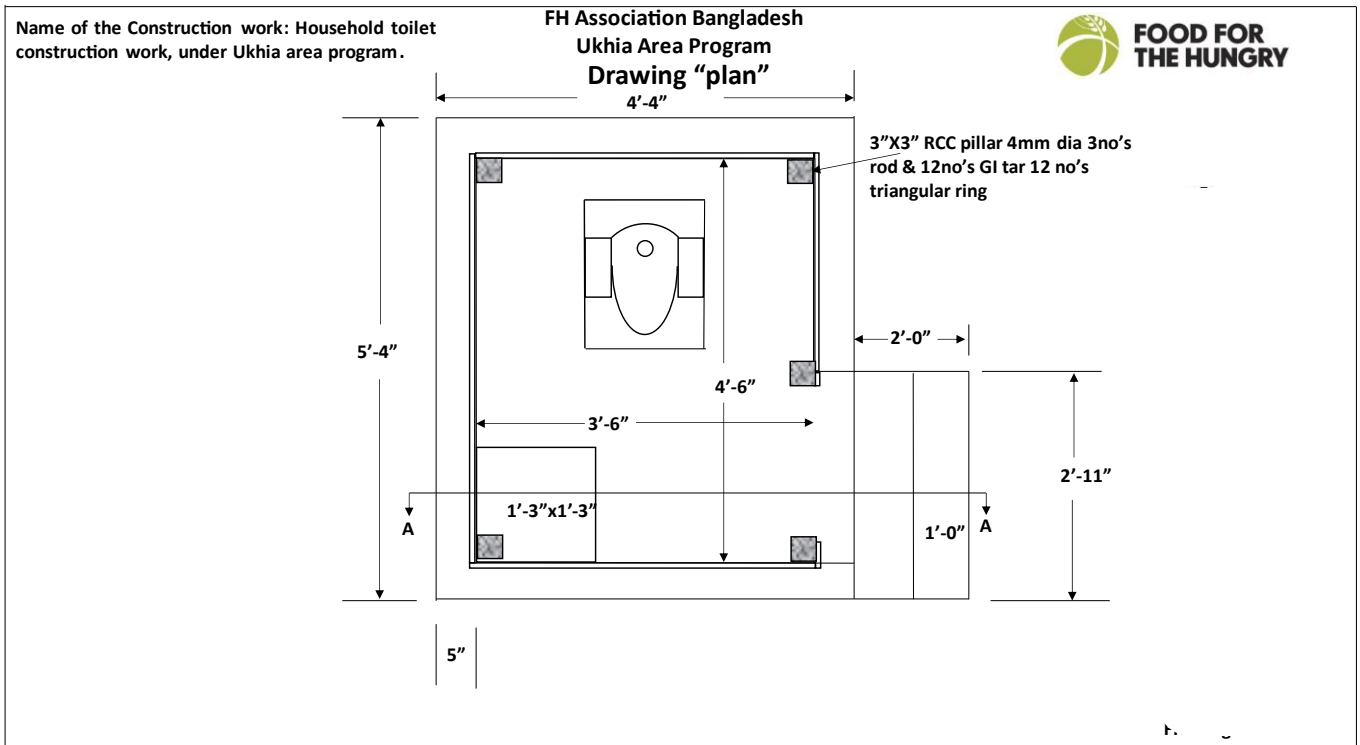 Name of the Construction work: Household toilet
construction work, under Ukhia area program.
FH Association Bangladesh
Ukhia Area Program
Drawing “plan”
FOOD FOR
THE HUNGRY
4’-4”
3”X3” RCC pillar 4mm dia 3no’s
rod & 12no’s GI tar 12 no’s
triangular ring
5’-4”
2’-0”
4’-6”
3’-6”
2’-11”
1’-3”x1’-3”
A
1’-0”
A
5”